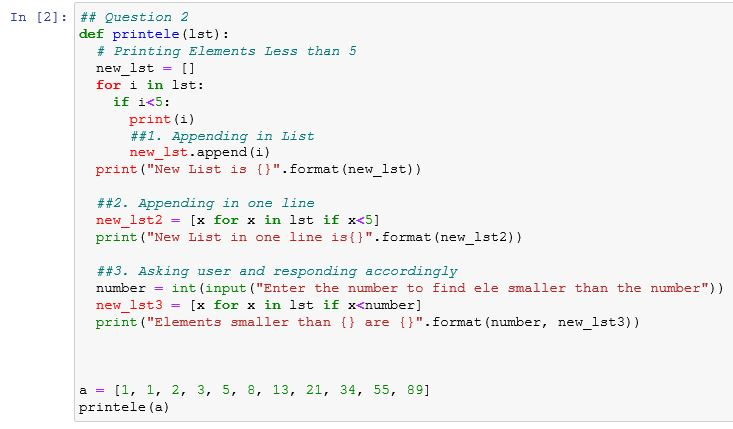 In [2]: ## Question 2
def printele(lst):
  # Printing Elements Less than 5
  new_lst = []
  for i in lst:
    if i<5:
      print(i)
      ##1. Appending in List
      new_lst.append(i)
  print("New List is {}".format(new_lst))
  ##2. Appending in one line
  new_lst2 = [x for x in lst if x<5]
  print("New List in one line is{}".format(new_lst2))
  ##3. Asking user and responding accordingly
  number = int(input("Enter the number to find ele smaller than the number"))
  new_lst3 = [x for x in lst if x<number]
  print("Elements smaller than {} are {}".format(number, new_lst3))
a = [1, 1, 2, 3, 5, 8, 13, 21, 34, 55, 89]
printele(a)